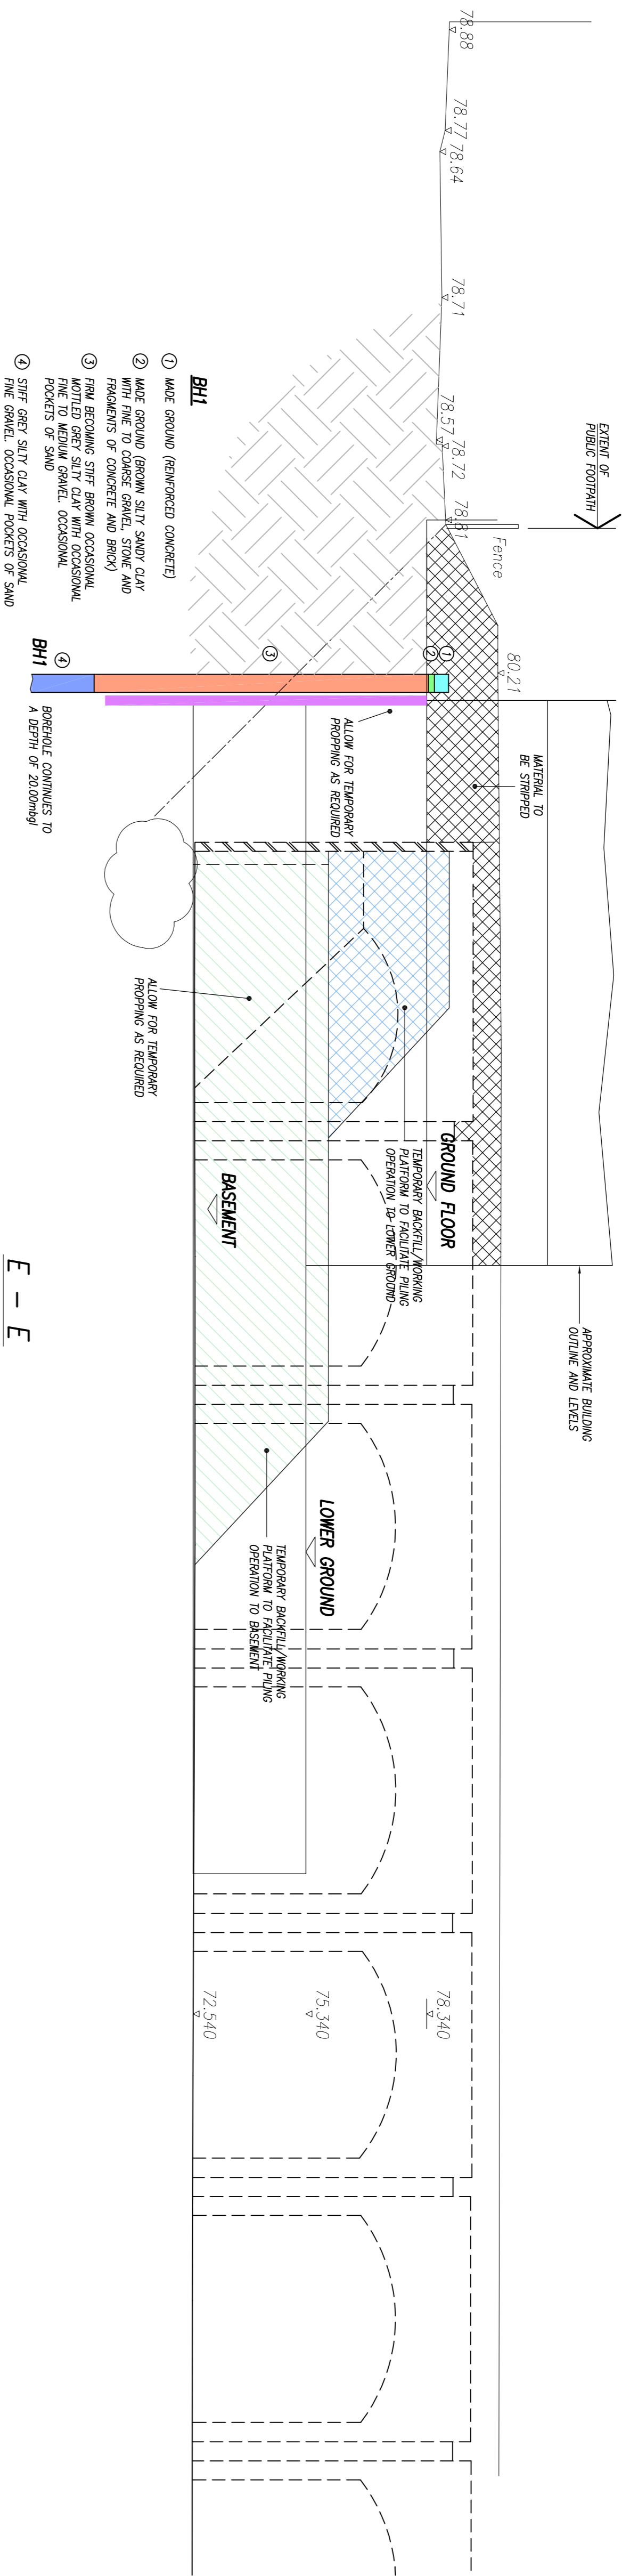 EXTENT OF
PUBLIC FOOTPATH
78.88
78.77
78.64
78.71
78.57
78.72
78.81
Fence
80.21
MATERIAL TO
BE STRIPPED
APPROXIMATE BUILDING
OUTLINE AND LEVELS
ALLOW FOR TEMPORARY
PROPPING AS REQUIRED
GROUND FLOOR
TEMPORARY BACKFILL/WORKING
PLATFORM TO FACILITATE PILING
OPERATION TO LOWER GROUND
LOWER GROUND
TEMPORARY BACKFILL/WORKING
PLATFORM TO FACILITATE PILING
OPERATION TO BASEMENT
BASEMENT
78.340
75.340
72.540
ALLOW FOR TEMPORARY
PROPPING AS REQUIRED
1
2
3
4
BH1
BOREHOLE CONTINUES TO
A DEPTH OF 20.00mbgl
BH1
1 MADE GROUND (REINFORCED CONCRETE)
2 MADE GROUND (BROWN SILTY SANDY CLAY
WITH FINE TO COARSE GRAVEL, STONE AND
FRAGMENTS OF CONCRETE AND BRICK)
3 FIRM BECOMING STIFF BROWN OCCASIONAL
MOTTLED GREY SILTY CLAY WITH OCCASIONAL
FINE TO MEDIUM GRAVEL. OCCASIONAL
POCKETS OF SAND
4 STIFF GREY SILTY CLAY WITH OCCASIONAL
FINE GRAVEL. OCCASIONAL POCKETS OF SAND
E - E